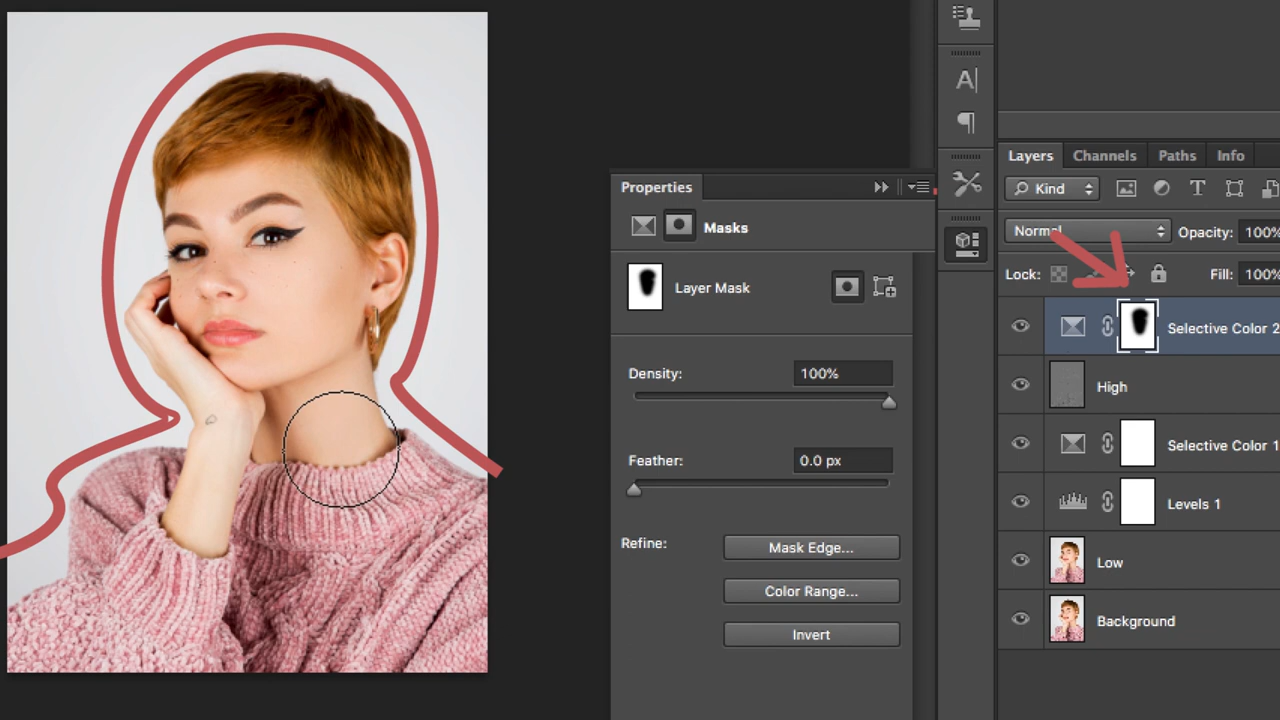 A|
Layers Channels Paths Info
Properties
Kind
T
Masks
Normal Opacity: 100%
Layer Mask
Lock: Fill: 100%
Selective Color 2
Density: 100%
High
Selective Color 1
Feather: 0.0 px
Levels 1
Refine: Mask Edge...
Low
Color Range...
Background
Invert